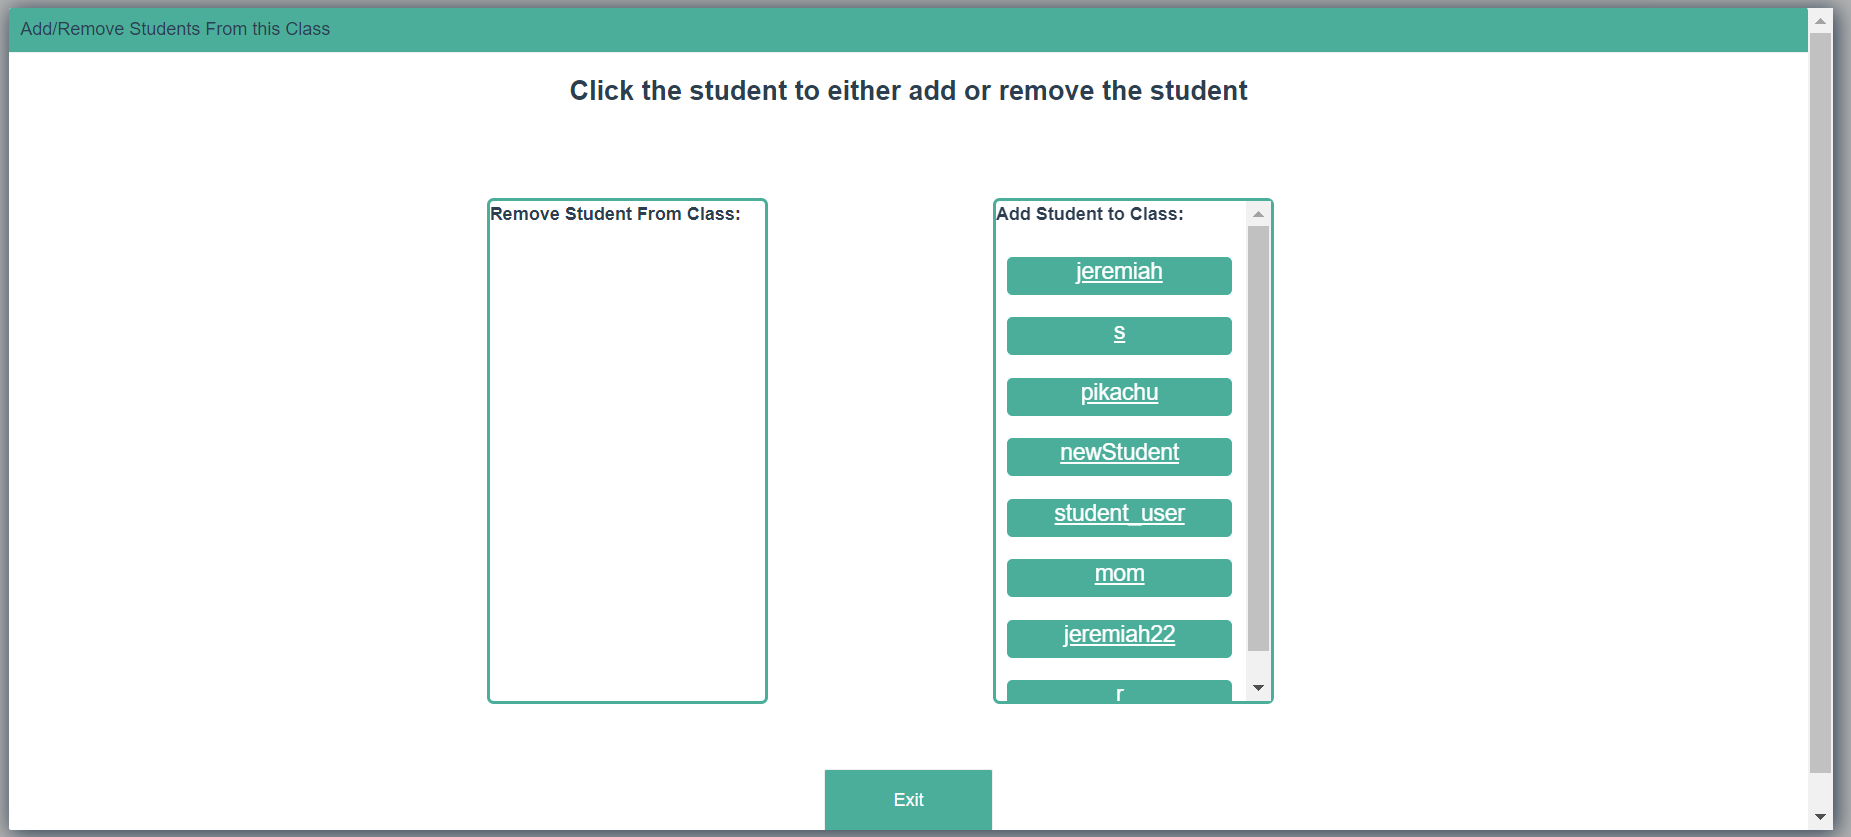 Add/Remove Students From this Class
Click the student to either add or remove the student
Remove Student From Class:
Add Student to Class:
jeremiah
s
pikachu
newStudent
student_user
mom
jeremiah22
r
Exit